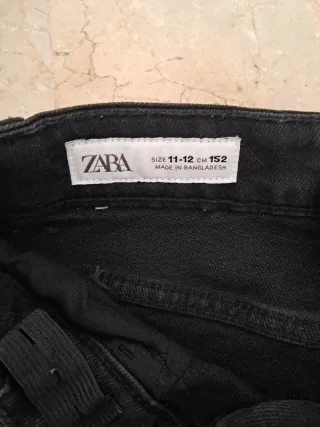 ZARA
SIZE 11-12 CM 152
MADE IN BANGLADESH